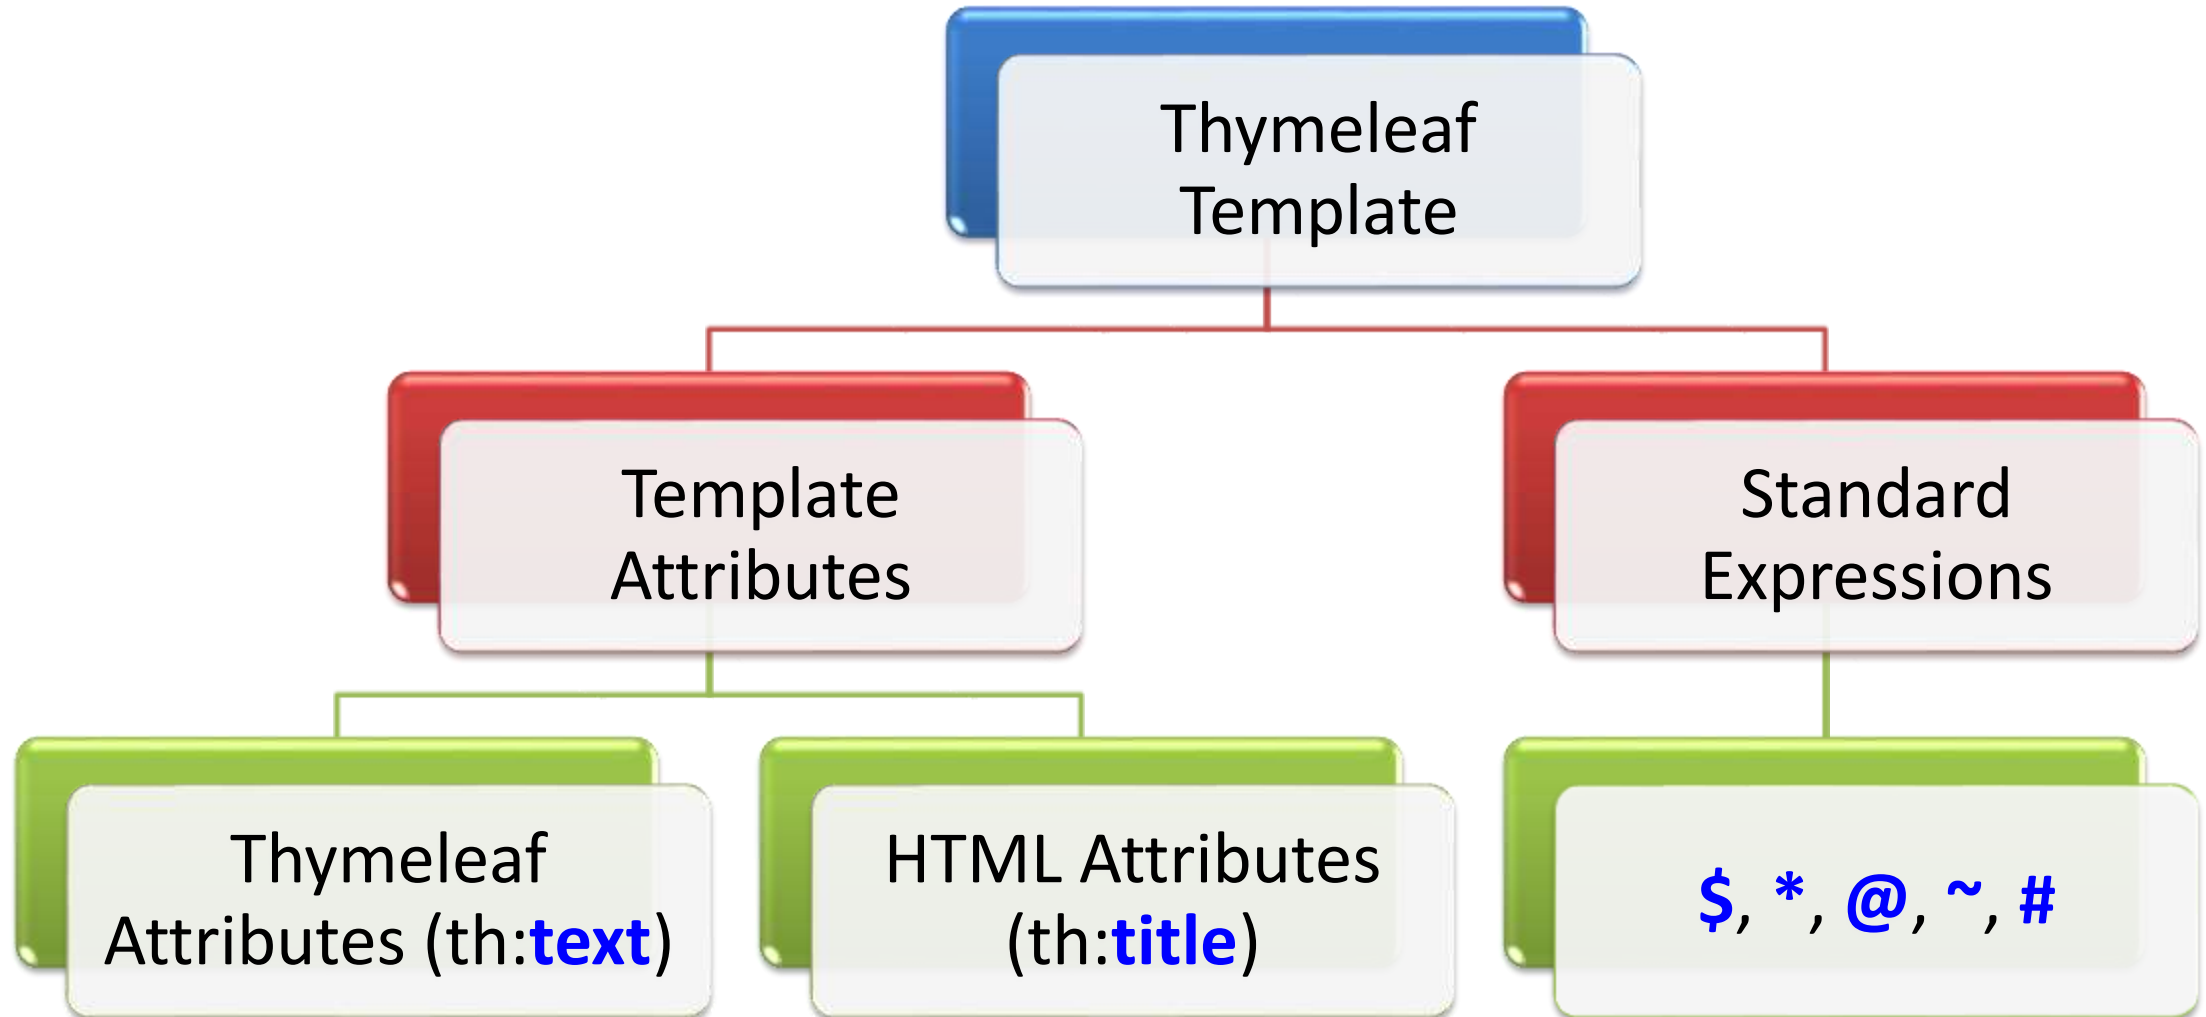 Thymeleaf
Template
Template
Attributes
Standard
Expressions
Thymeleaf
Attributes (th:text)
HTML Attributes
(th:title)
$, *, @, ~, #